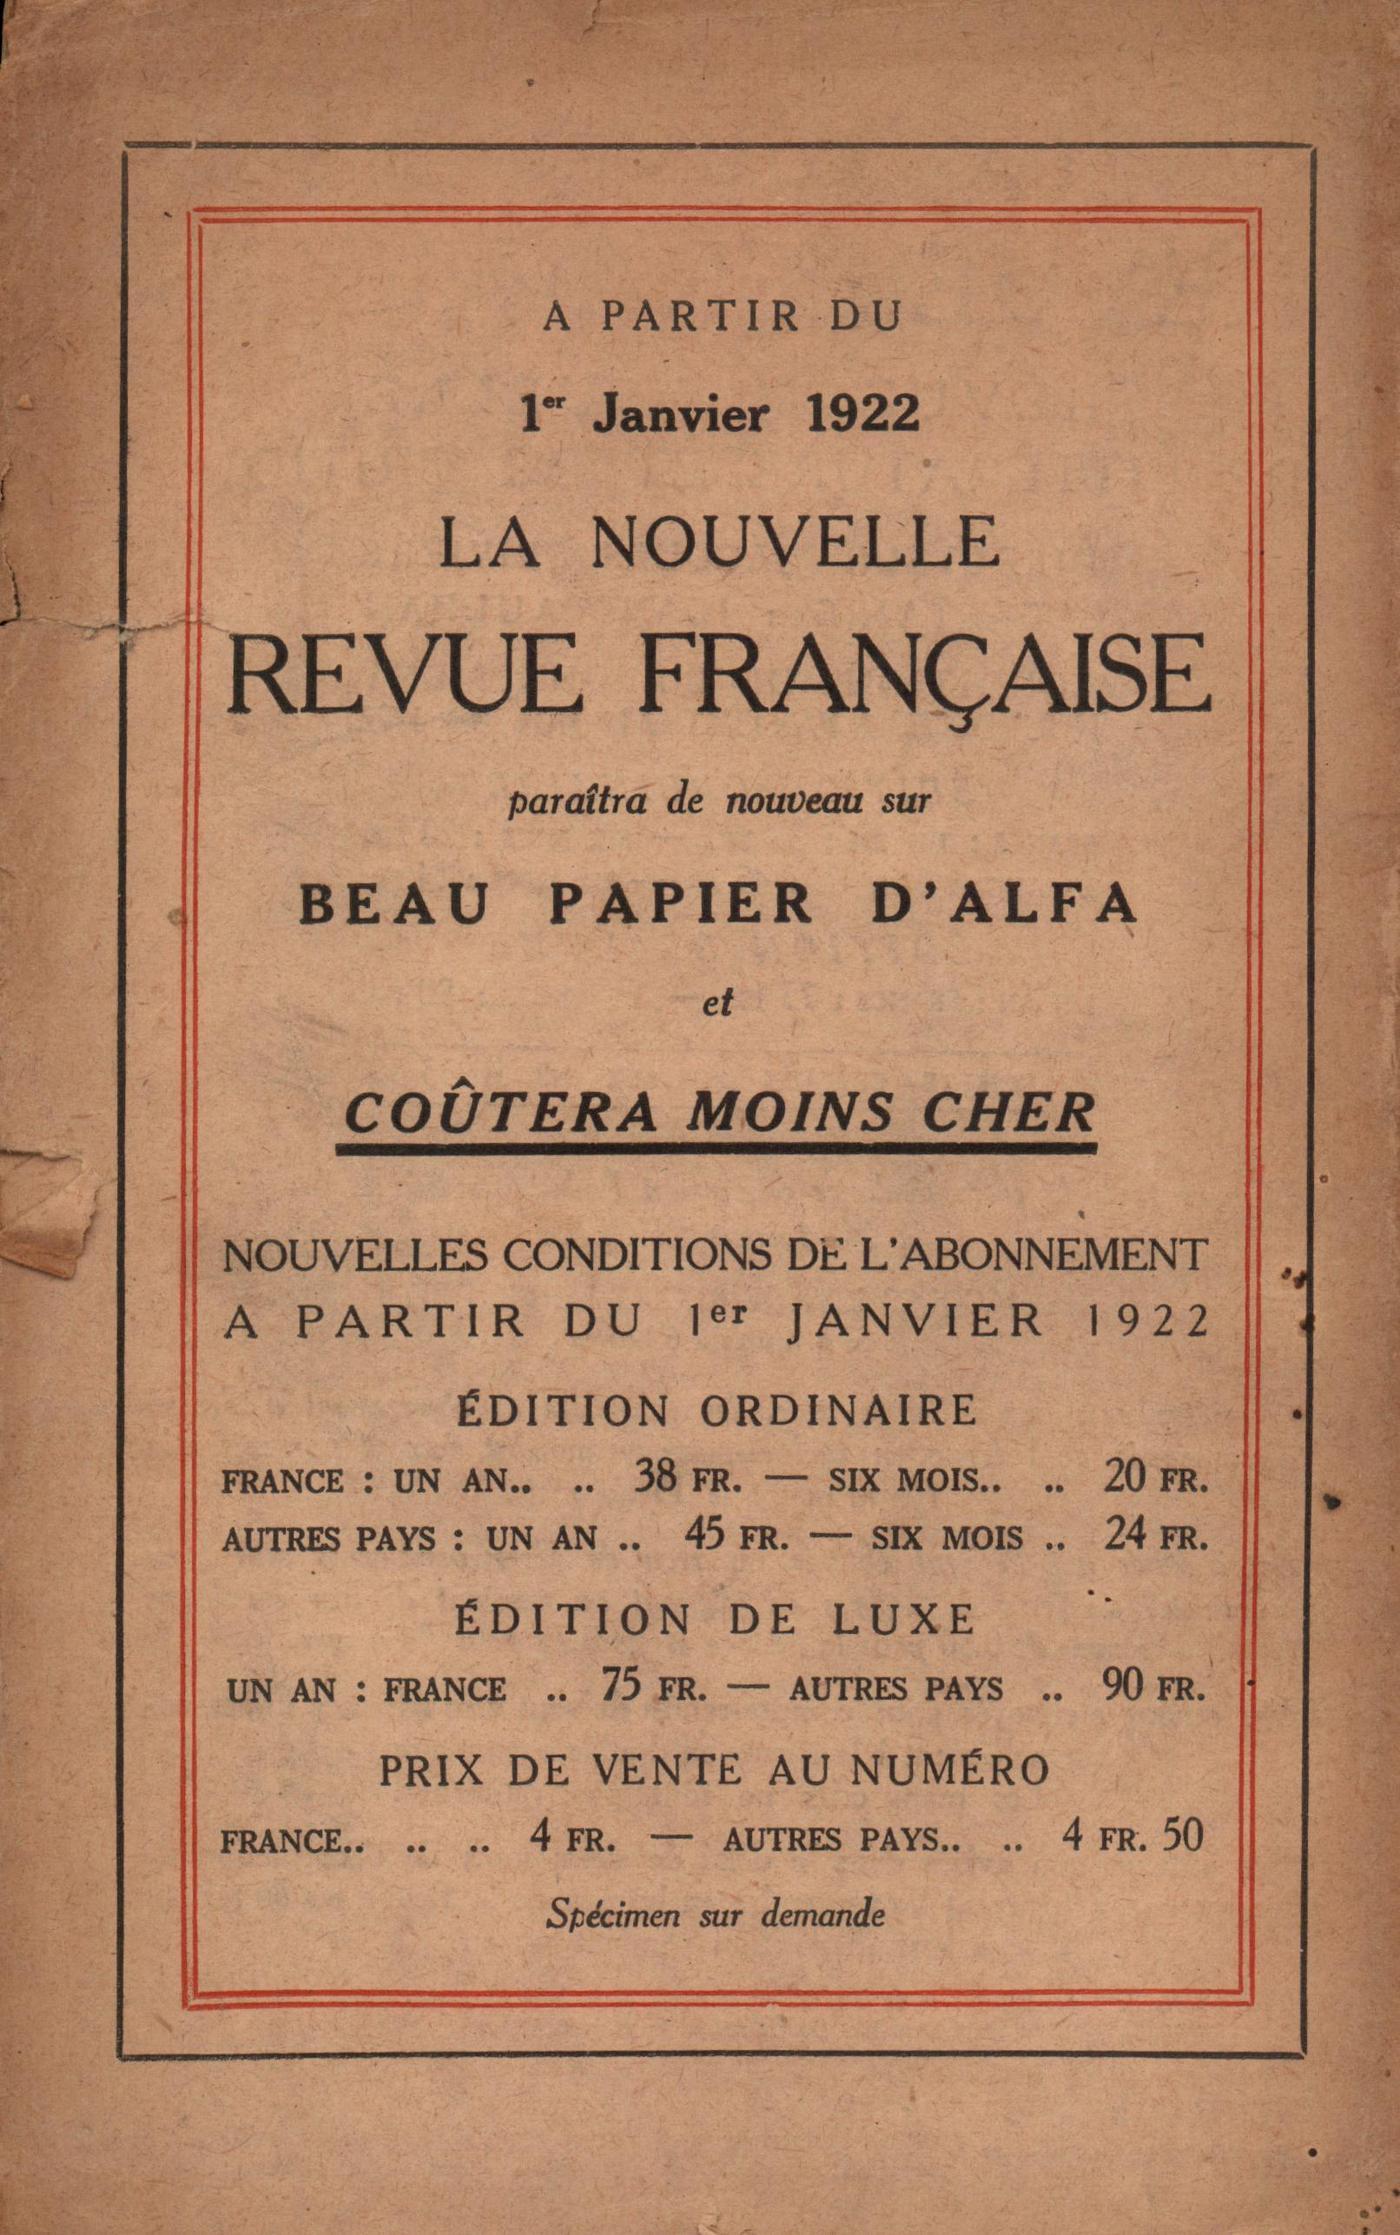 A PARTIR DU
1er Janvier 1922
LA NOUVELLE
REVUE FRANÇAISE
paraîtra de nouveau sur
BEAU PAPIER D'ALFA
et
COÛTERA MOINS CHER
NOUVELLES CONDITIONS DE L'ABONNEMENT
A PARTIR DU 1er JANVIER 1922
ÉDITION ORDINAIRE
FRANCE : UN AN.. .. 38 FR. — SIX MOIS.. .. 20 FR.
AUTRES PAYS : UN AN .. 45 FR. — SIX MOIS .. 24 FR.
ÉDITION DE LUXE
UN AN : FRANCE .. 75 FR. — AUTRES PAYS .. 90 FR.
PRIX DE VENTE AU NUMÉRO
FRANCE.. .. .. 4 FR. — AUTRES PAYS.. .. 4 FR. 50
Spécimen sur demande